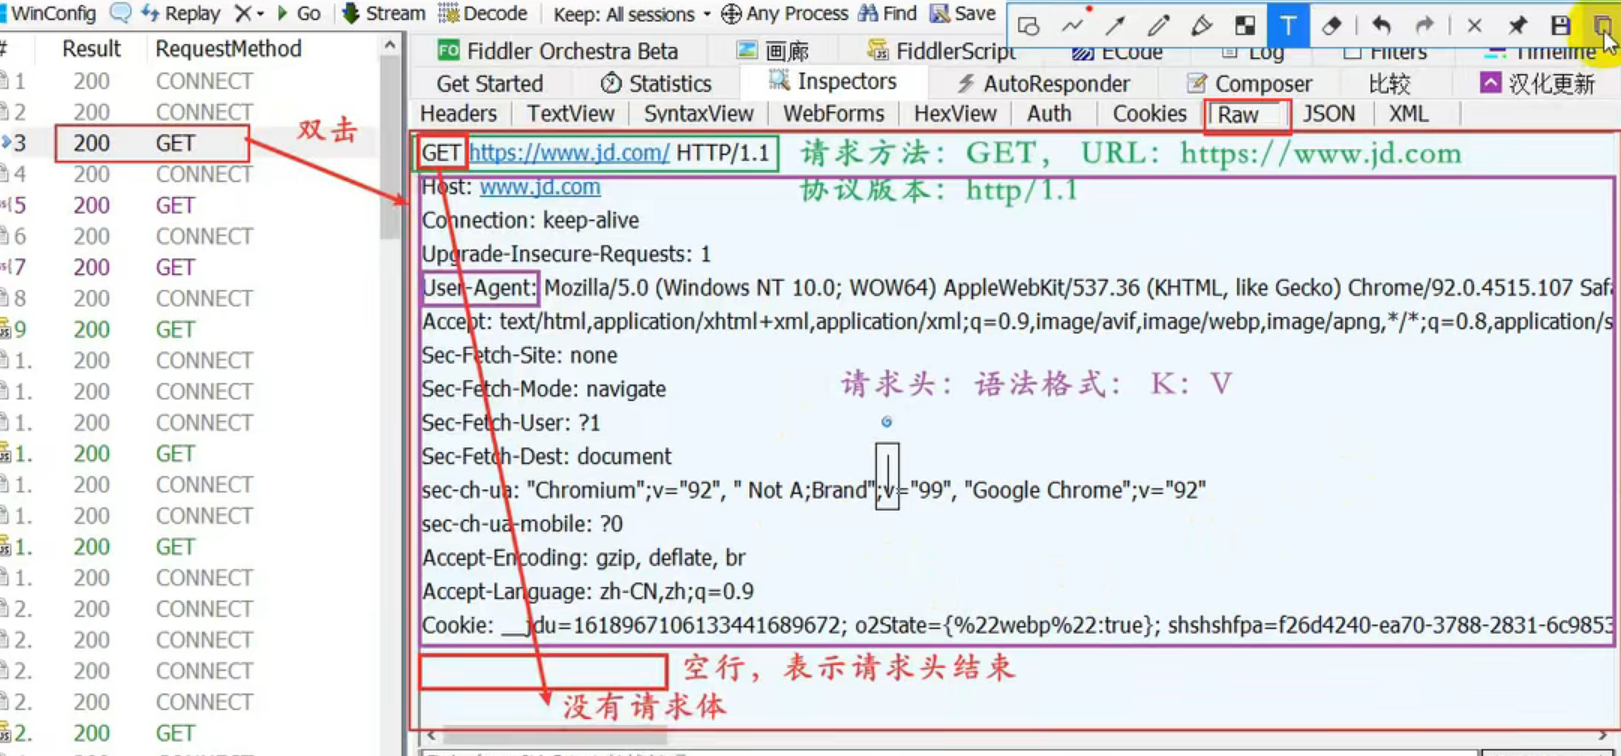 WinConfig Replay Go Stream Decode Keep: All sessions Any Process Find Save
# Result RequestMethod
1 200 CONNECT
2 200 CONNECT
3 200 GET
4 200 CONNECT
5 200 GET
6 200 CONNECT
7 200 GET
8 200 CONNECT
9 200 GET
1. 200 CONNECT
1. 200 CONNECT
1. 200 CONNECT
1. 200 GET
1. 200 CONNECT
1. 200 CONNECT
1. 200 GET
1. 200 CONNECT
2. 200 CONNECT
2. 200 CONNECT
2. 200 CONNECT
2. 200 CONNECT
2. 200 GET
双击
FO Fiddler Orchestra Beta 画廊 FiddlerScript ECode Log Filters Timeline
Get Started Statistics Inspectors AutoResponder Composer 比较 汉化更新
Headers TextView SyntaxView WebForms HexView Auth Cookies Raw JSON XML
GET https://www.jd.com/ HTTP/1.1 请求方法：GET， URL：https://www.jd.com
Host: www.jd.com 协议版本：http/1.1
Connection: keep-alive
Upgrade-Insecure-Requests: 1
User-Agent: Mozilla/5.0 (Windows NT 10.0; WOW64) AppleWebKit/537.36 (KHTML, like Gecko) Chrome/92.0.4515.107 Safa
Accept: text/html,application/xhtml+xml,application/xml;q=0.9,image/avif,image/webp,image/apng,*/*;q=0.8,application/s
Sec-Fetch-Site: none
Sec-Fetch-Mode: navigate 请求头：语法格式： K：V
Sec-Fetch-User: ?1
Sec-Fetch-Dest: document
sec-ch-ua: "Chromium";v="92", " Not A;Brand";v="99", "Google Chrome";v="92"
sec-ch-ua-mobile: ?0
Accept-Encoding: gzip, deflate, br
Accept-Language: zh-CN,zh;q=0.9
Cookie: __jdu=1618967106133441689672; o2State={%22webp%22:true}; shshshfpa=f26d4240-ea70-3788-2831-6c9853
空行，表示请求头结束
没有请求体